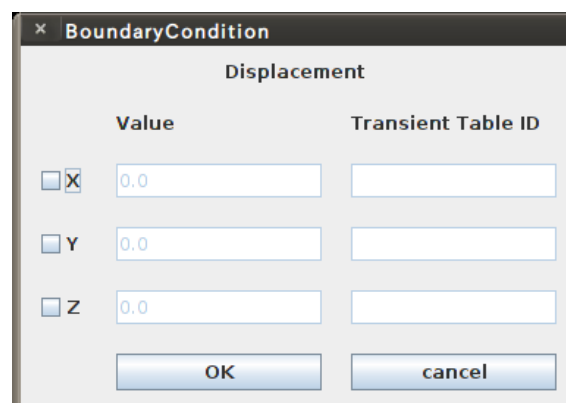 × BoundaryCondition
Displacement
Value Transient Table ID
X 0.0
Y 0.0
Z 0.0
OK cancel